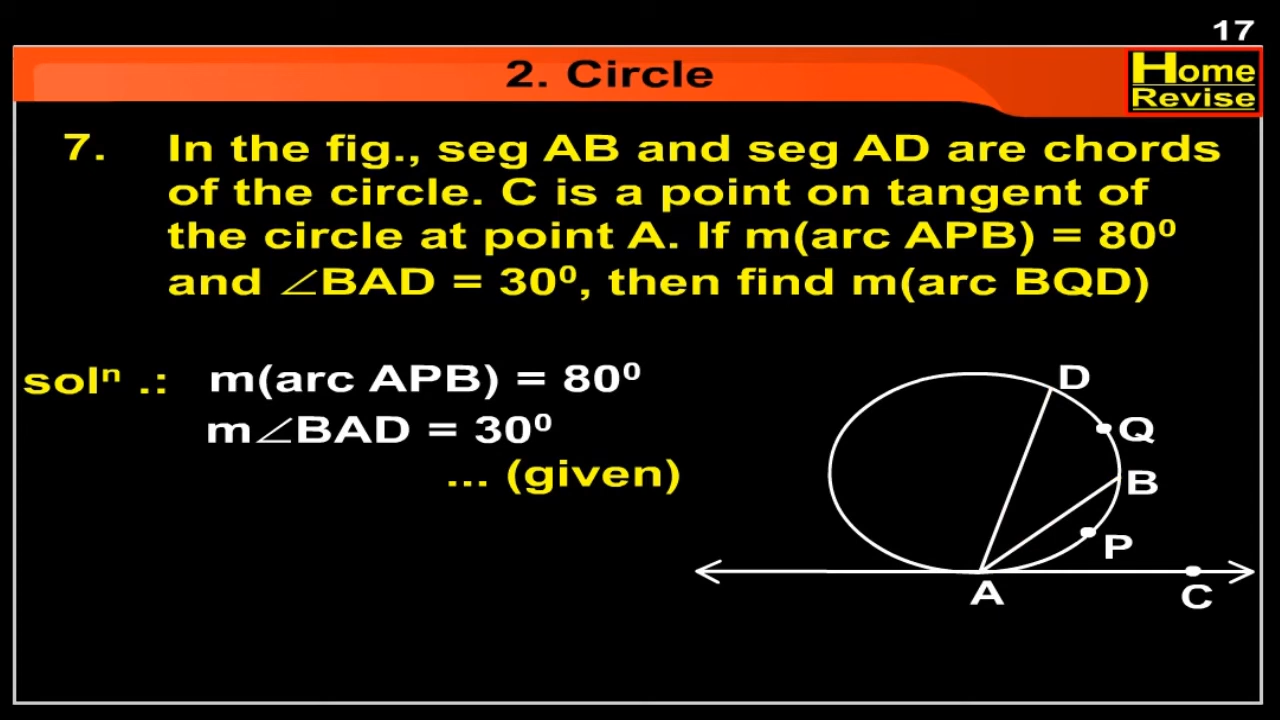 17
2. Circle
Home
Revise
7. In the fig., seg AB and seg AD are chords
of the circle. C is a point on tangent of
the circle at point A. If m(arc APB) = 80⁰
and ∠BAD = 30⁰, then find m(arc BQD)
solⁿ .: m(arc APB) = 80⁰
m∠BAD = 30⁰
... (given)
D
Q
B
P
A
C